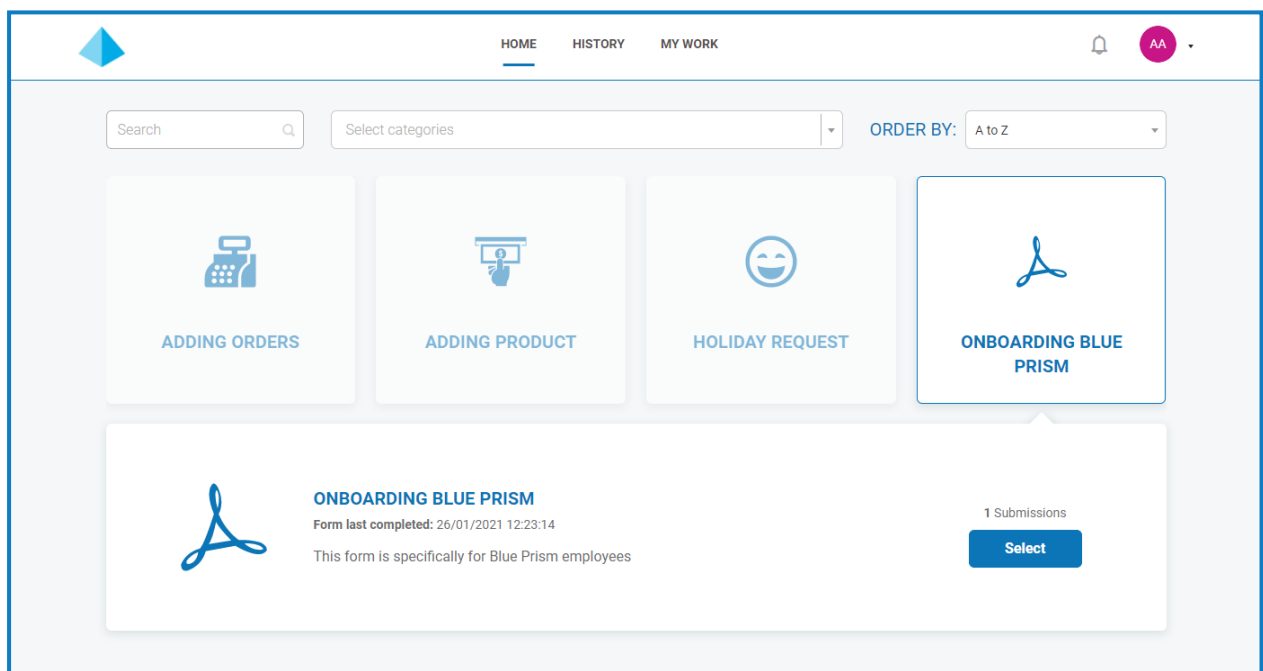 HOME HISTORY MY WORK
AA
Search
Select categories
ORDER BY:
A to Z
ADDING ORDERS
ADDING PRODUCT
$
HOLIDAY REQUEST
ONBOARDING BLUE
PRISM
ONBOARDING BLUE PRISM
Form last completed: 26/01/2021 12:23:14
This form is specifically for Blue Prism employees
1 Submissions
Select